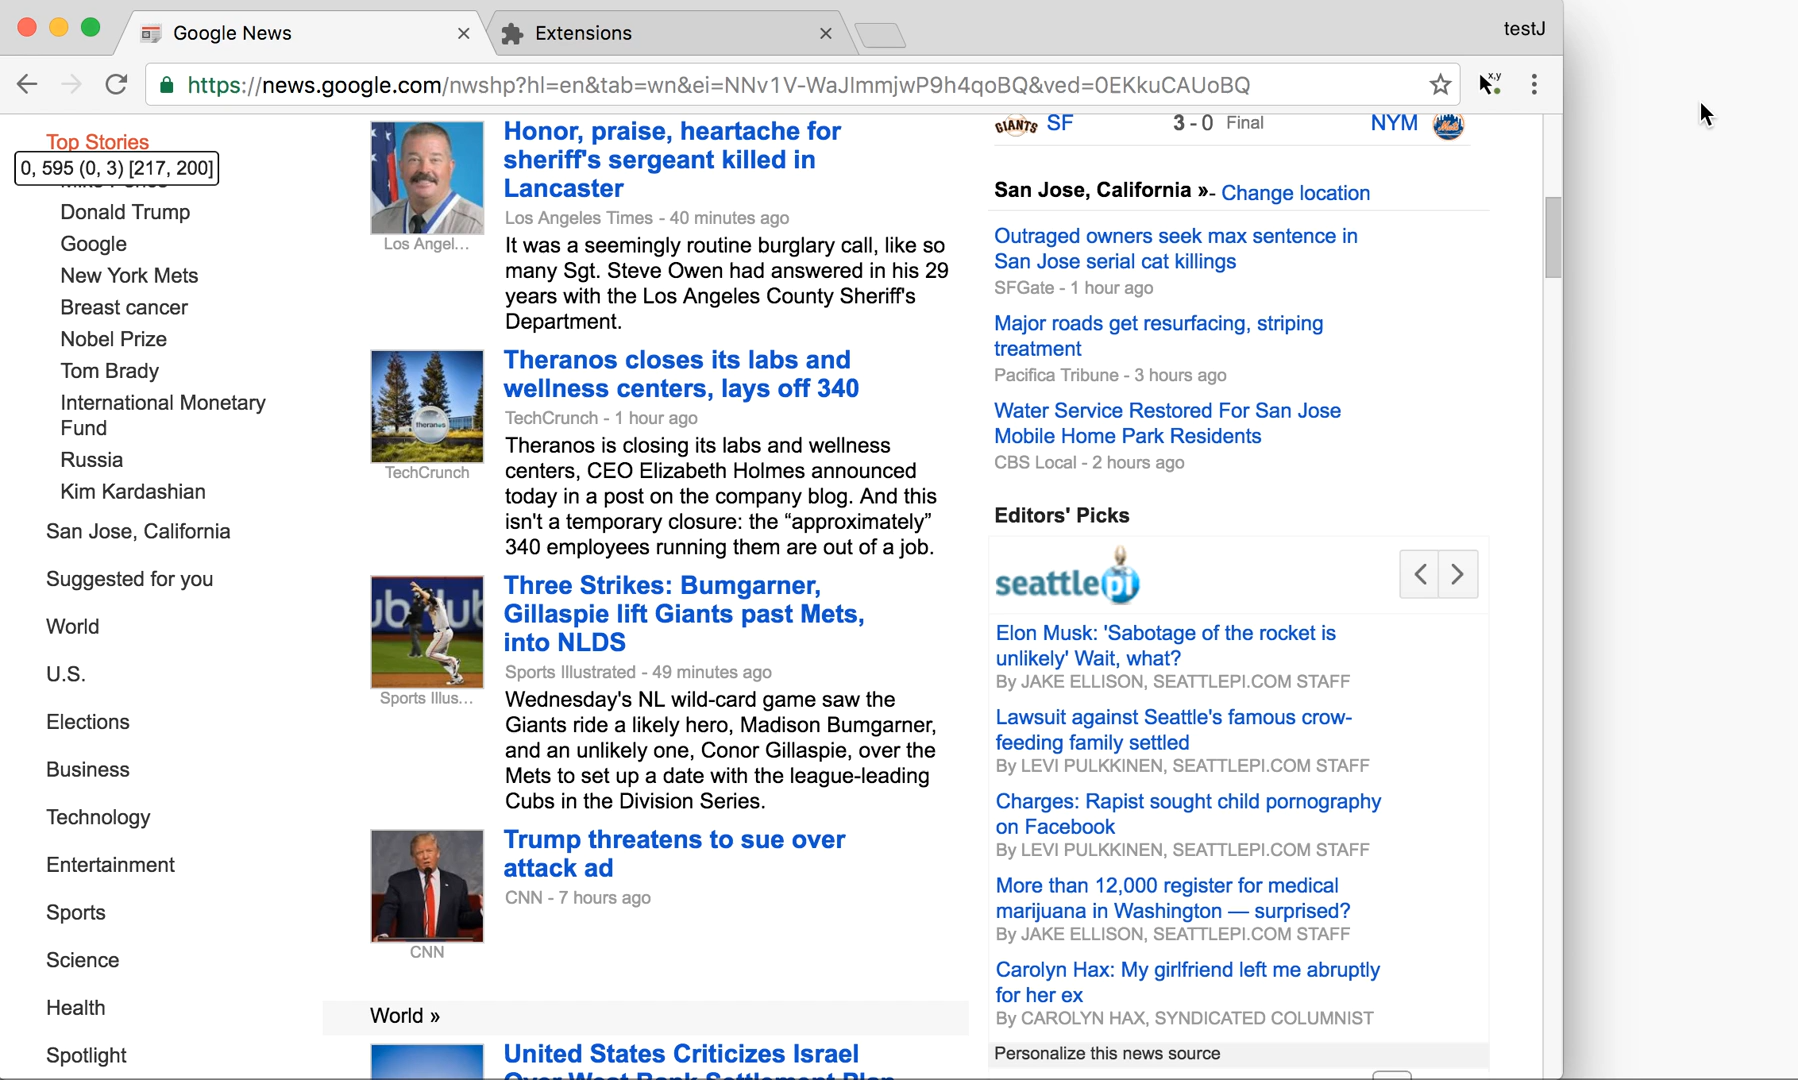 Google News
Extensions
testJ
https://news.google.com/nwshp?hl=en&tab=wn&ei=NNv1V-WaJImmjwP9h4qoBQ&ved=0EKkuCAUoBQ
x,y
Top Stories
0, 595 (0, 3) [217, 200]
Donald Trump
Google
New York Mets
Breast cancer
Nobel Prize
Tom Brady
International Monetary
Fund
Russia
Kim Kardashian
San Jose, California
Suggested for you
World
U.S.
Elections
Business
Technology
Entertainment
Sports
Science
Health
Spotlight
Honor, praise, heartache for
sheriff's sergeant killed in
Lancaster
Los Angeles Times - 40 minutes ago
Los Angel...
It was a seemingly routine burglary call, like so
many Sgt. Steve Owen had answered in his 29
years with the Los Angeles County Sheriff's
Department.
Theranos closes its labs and
wellness centers, lays off 340
TechCrunch - 1 hour ago
theranos
TechCrunch
Theranos is closing its labs and wellness
centers, CEO Elizabeth Holmes announced
today in a post on the company blog. And this
isn't a temporary closure: the “approximately”
340 employees running them are out of a job.
Three Strikes: Bumgarner,
Gillaspie lift Giants past Mets,
into NLDS
Sports Illustrated - 49 minutes ago
Sports Illus...
Wednesday's NL wild-card game saw the
Giants ride a likely hero, Madison Bumgarner,
and an unlikely one, Conor Gillaspie, over the
Mets to set up a date with the league-leading
Cubs in the Division Series.
Trump threatens to sue over
attack ad
CNN - 7 hours ago
CNN
World »
United States Criticizes Israel
Over West Bank Settlement Plan
GIANTS SF 3 - 0 Final NYM Mets
San Jose, California »- Change location
Outraged owners seek max sentence in
San Jose serial cat killings
SFGate - 1 hour ago
Major roads get resurfacing, striping
treatment
Pacifica Tribune - 3 hours ago
Water Service Restored For San Jose
Mobile Home Park Residents
CBS Local - 2 hours ago
Editors' Picks
seattlepi
Elon Musk: 'Sabotage of the rocket is
unlikely' Wait, what?
By JAKE ELLISON, SEATTLEPI.COM STAFF
Lawsuit against Seattle's famous crow-
feeding family settled
By LEVI PULKKINEN, SEATTLEPI.COM STAFF
Charges: Rapist sought child pornography
on Facebook
By LEVI PULKKINEN, SEATTLEPI.COM STAFF
More than 12,000 register for medical
marijuana in Washington — surprised?
By JAKE ELLISON, SEATTLEPI.COM STAFF
Carolyn Hax: My girlfriend left me abruptly
for her ex
By CAROLYN HAX, SYNDICATED COLUMNIST
Personalize this news source